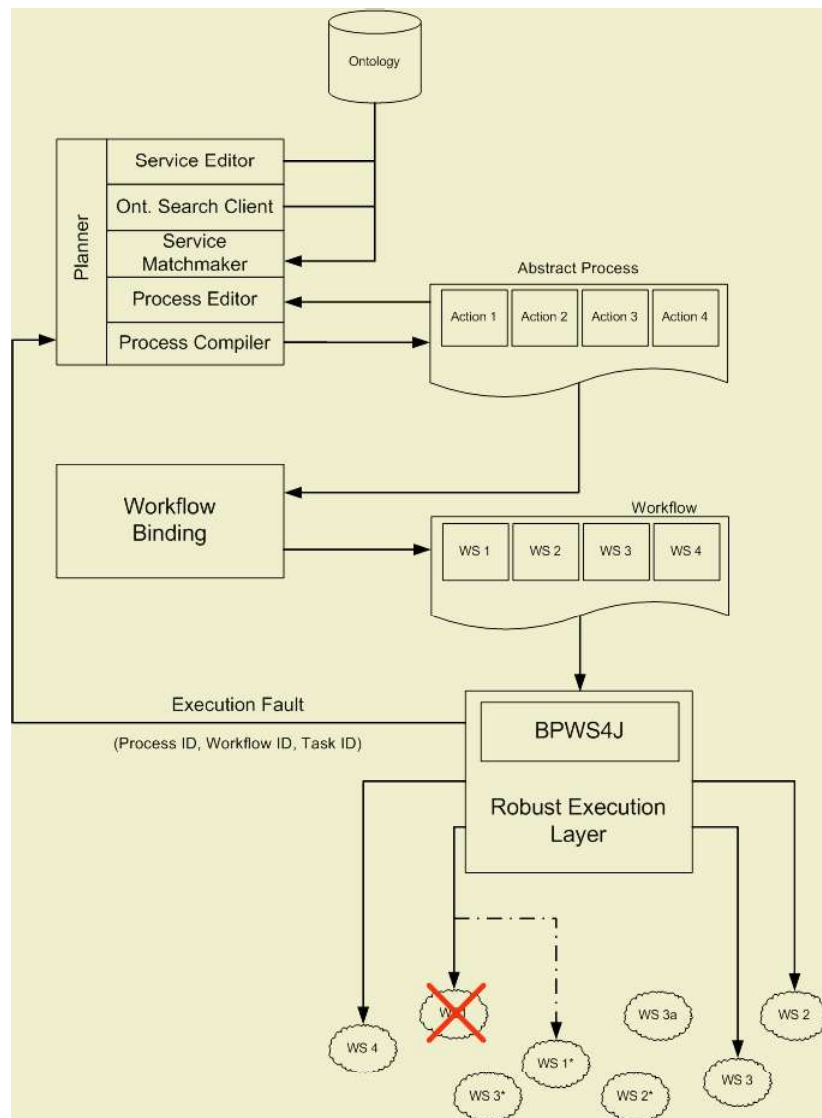 Ontology
Planner
Service Editor
Ont. Search Client
Service
Matchmaker
Process Editor
Process Compiler
Abstract Process
Action 1
Action 2
Action 3
Action 4
Workflow
Binding
Workflow
WS 1
WS 2
WS 3
WS 4
Execution Fault
(Process ID, Workflow ID, Task ID)
BPWS4J
Robust Execution
Layer
WS 3a
WS 2
WS 4
WS 1*
WS 3
WS 3*
WS 2*